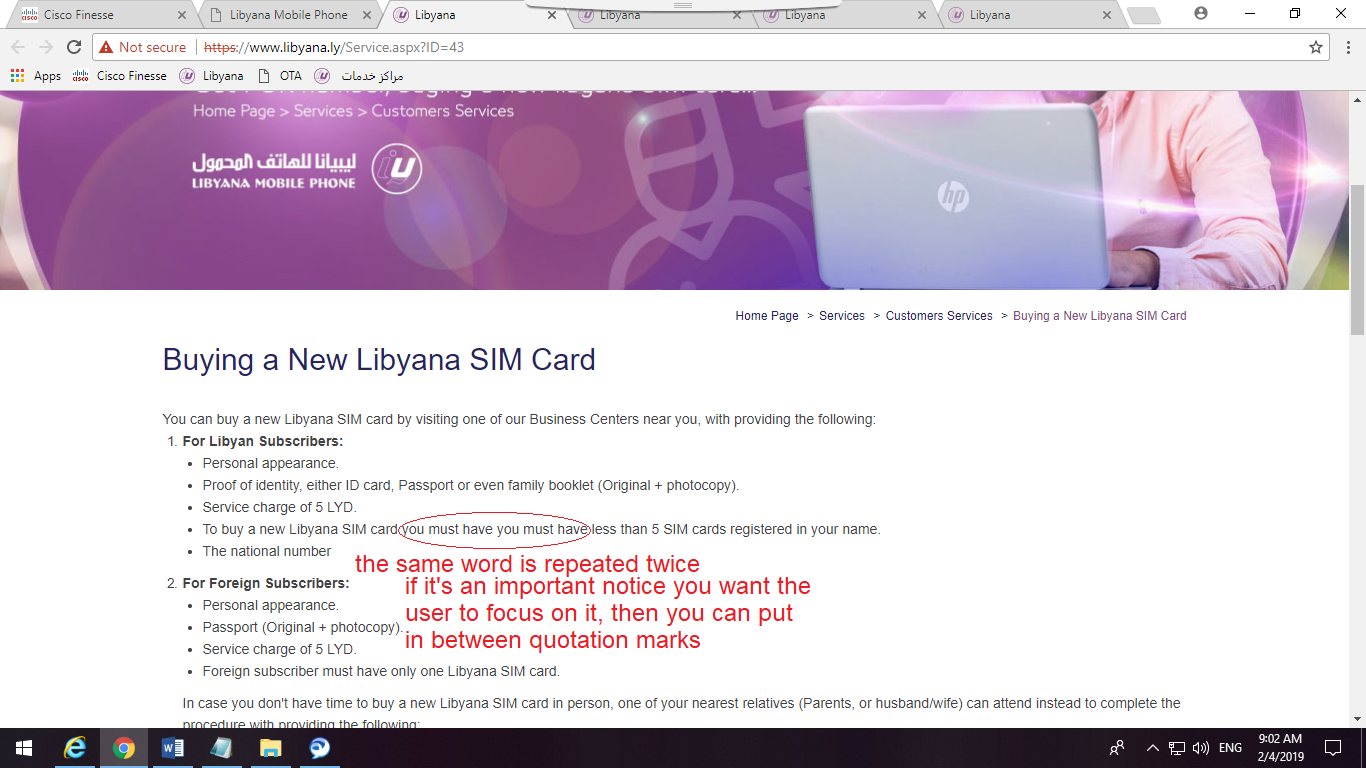 Cisco Finesse
Libyana Mobile Phone
Libyana
Libyana
Libyana
Libyana
Not secure
https://www.libyana.ly/Service.aspx?ID=43
Apps
Cisco Finesse
Libyana
OTA
مراكز خدمات
Home Page > Services > Customers Services
ليبيانا للهاتف المحمول
LIBYANA MOBILE PHONE
hp
Home Page > Services > Customers Services > Buying a New Libyana SIM Card
Buying a New Libyana SIM Card
You can buy a new Libyana SIM card by visiting one of our Business Centers near you, with providing the following:
1. For Libyan Subscribers:
• Personal appearance.
• Proof of identity, either ID card, Passport or even family booklet (Original + photocopy).
• Service charge of 5 LYD.
• To buy a new Libyana SIM card you must have you must have less than 5 SIM cards registered in your name.
• The national number
the same word is repeated twice
if it's an important notice you want the
user to focus on it, then you can put
in between quotation marks
2. For Foreign Subscribers:
• Personal appearance.
• Passport (Original + photocopy).
• Service charge of 5 LYD.
• Foreign subscriber must have only one Libyana SIM card.
In case you don't have time to buy a new Libyana SIM card in person, one of your nearest relatives (Parents, or husband/wife) can attend instead to complete the
procedure with providing the following:
ENG
9:02 AM
2/4/2019